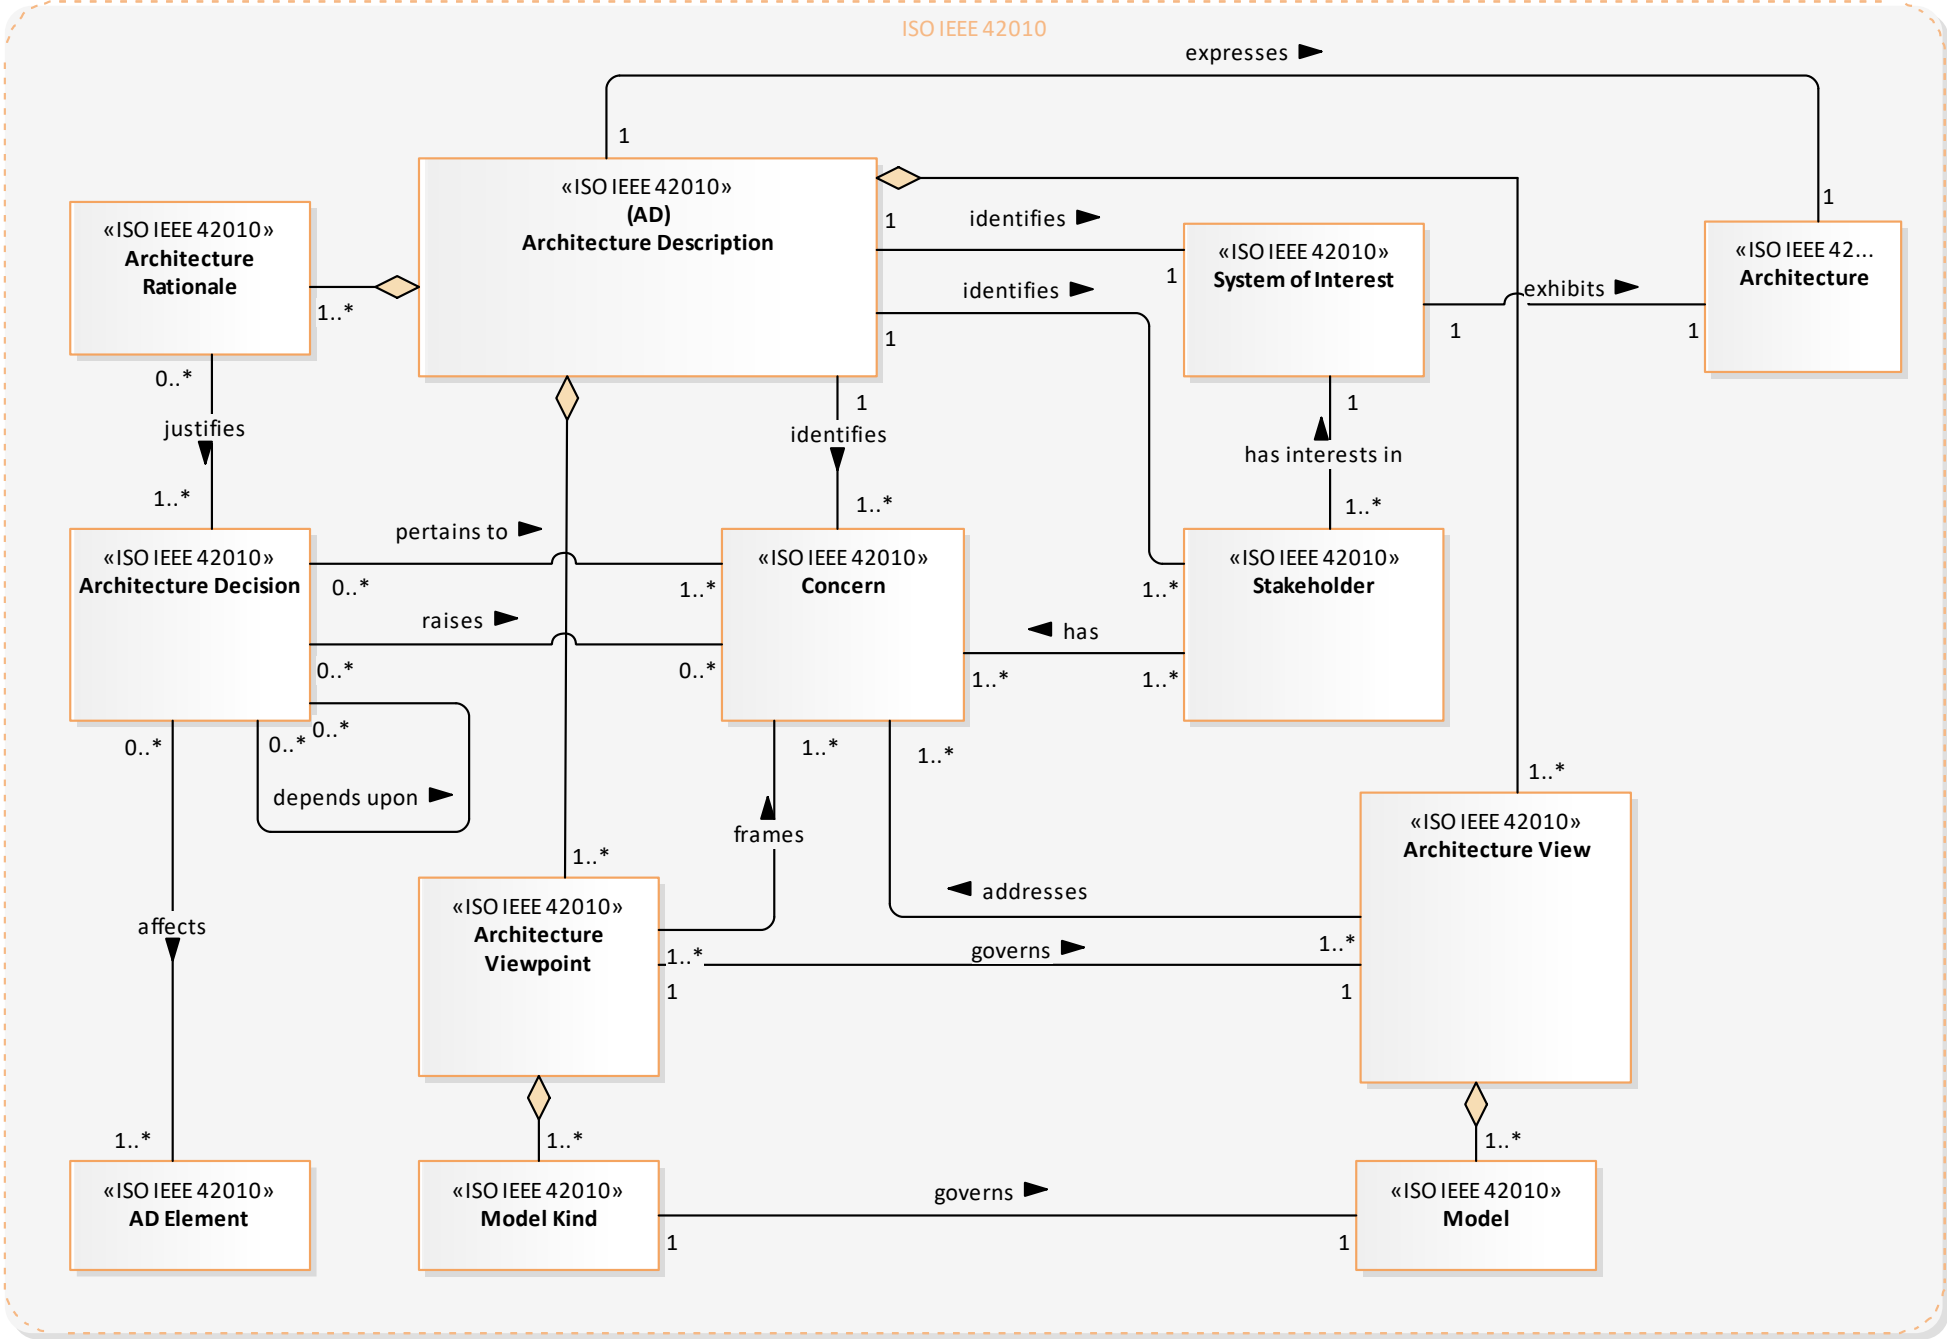 ISO IEEE 42010
expresses
1
«ISO IEEE 42010»
(AD)
Architecture Description
1
identifies
1
identifies
1
1
identifies
1..*
«ISO IEEE 42010»
Architecture
Rationale
1..*
0..*
justifies
1..*
«ISO IEEE 42010»
System of Interest
1
exhibits
1
1
«ISO IEEE 42...
Architecture
1
has interests in
1..*
«ISO IEEE 42010»
Architecture Decision
pertains to
0..*
1..*
raises
0..*
0..*
0..*
0..*
depends upon
0..*
affects
1..*
«ISO IEEE 42010»
Concern
has
1..*
1..*
1..*
«ISO IEEE 42010»
Stakeholder
1..*
1..*
frames
addresses
1..*
1..*
1..*
«ISO IEEE 42010»
Architecture
Viewpoint
1..*
governs
1
1
1..*
«ISO IEEE 42010»
Architecture View
1..*
1..*
«ISO IEEE 42010»
AD Element
«ISO IEEE 42010»
Model Kind
governs
1
1
«ISO IEEE 42010»
Model